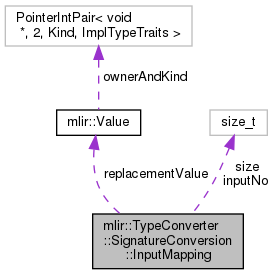 PointerIntPair< void
*, 2, Kind, ImplTypeTraits >
ownerAndKind
mlir::Value
size_t
replacementValue
size
inputNo
mlir::TypeConverter
::SignatureConversion
::InputMapping